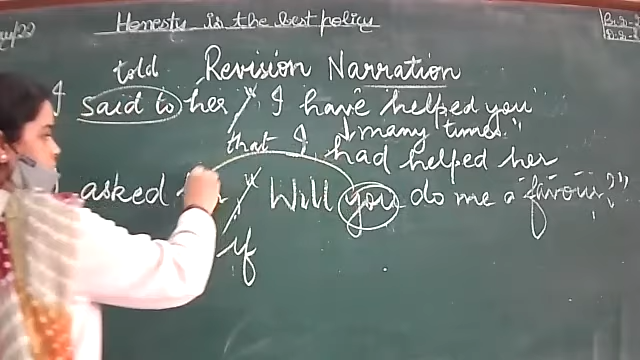 /22 Honesty is the best policy
told Revision Narration
I said to her, "I have helped you
many times."
that I had helped her
asked "Will you do me a favour?"
if